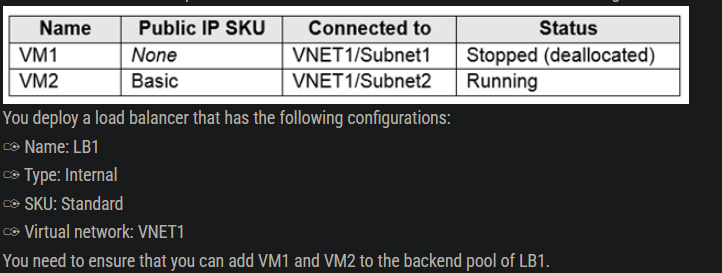 Name Public IP SKU Connected to Status
VM1 None VNET1/Subnet1 Stopped (deallocated)
VM2 Basic VNET1/Subnet2 Running
You deploy a load balancer that has the following configurations:
Name: LB1
Type: Internal
SKU: Standard
Virtual network: VNET1
You need to ensure that you can add VM1 and VM2 to the backend pool of LB1.